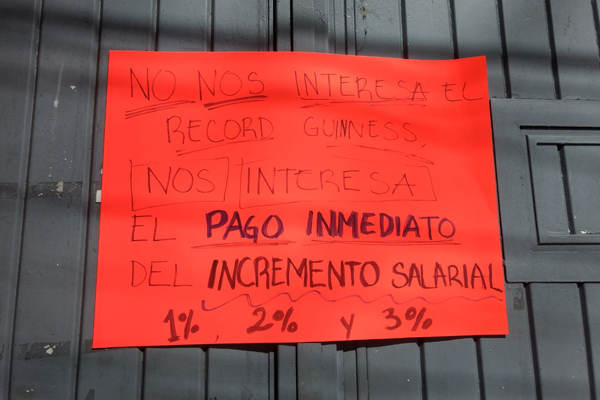 NO NOS INTERESA EL
RECORD GUINNESS,
NOS INTERESA
EL PAGO INMEDIATO
DEL INCREMENTO SALARIAL
1%, 2% y 3%